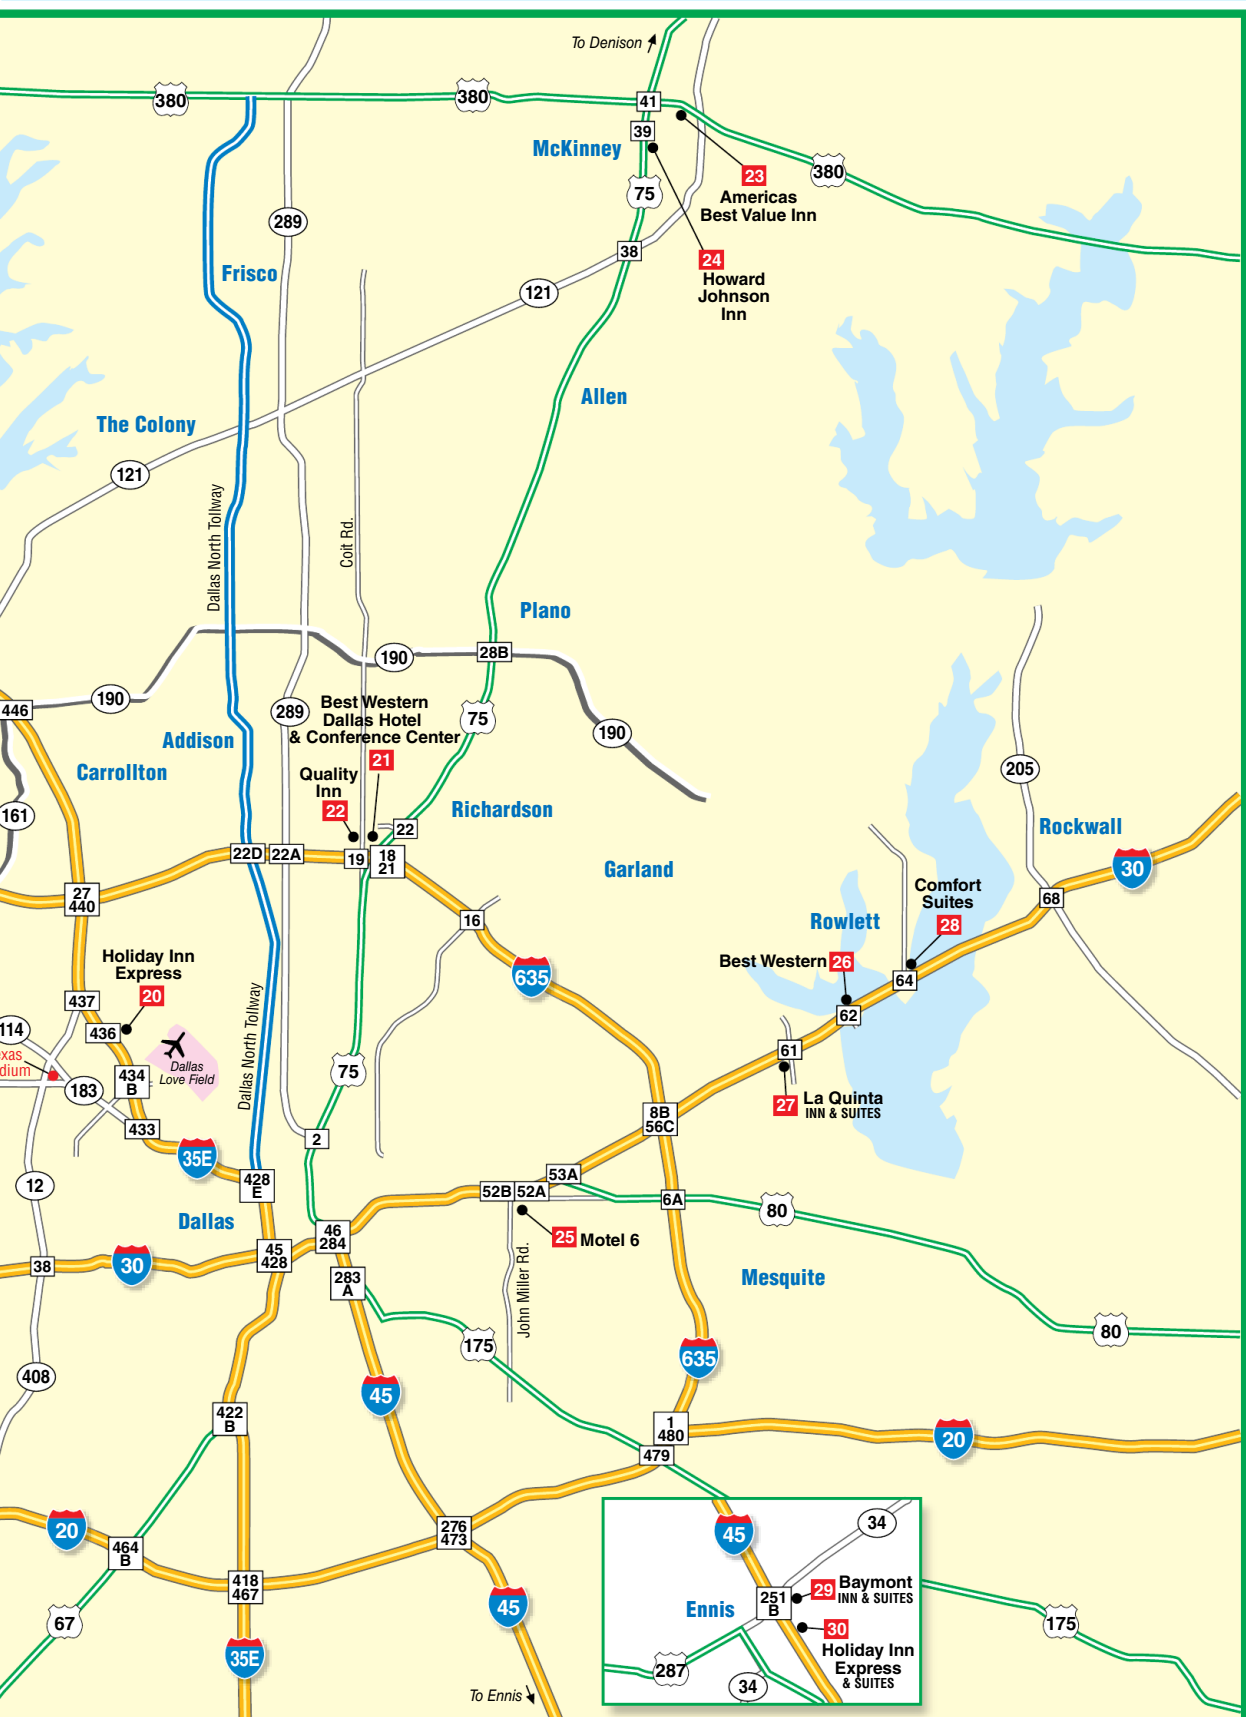 To Denison
380
380
41
39
McKinney
380
23
Americas
Best Value Inn
75
289
38
24
Howard
Johnson
Inn
Frisco
121
Allen
The Colony
121
Dallas North Tollway
Coit Rd.
Plano
28B
190
190
446
289
Best Western
Dallas Hotel
& Conference Center
75
190
Addison
21
Carrollton
Quality
Inn
22
205
161
Richardson
22
Rockwall
22D
22A
19
18
21
Garland
30
27
440
Comfort
Suites
28
68
16
Rowlett
Holiday Inn
Express
20
Best Western
26
635
64
437
62
114
436
Dallas North Tollway
61
xas
dium
Dallas
Love Field
75
434
B
183
27
La Quinta
INN & SUITES
8B
56C
433
2
35E
12
428
E
53A
52B
52A
6A
80
Dallas
46
284
25
Motel 6
45
428
38
30
283
A
Mesquite
John Miller Rd.
80
175
635
408
45
422
B
1
480
20
479
20
276
473
464
B
45
34
418
467
251
B
29
Baymont
INN & SUITES
Ennis
45
30
67
Holiday Inn
Express
& SUITES
175
35E
287
34
To Ennis